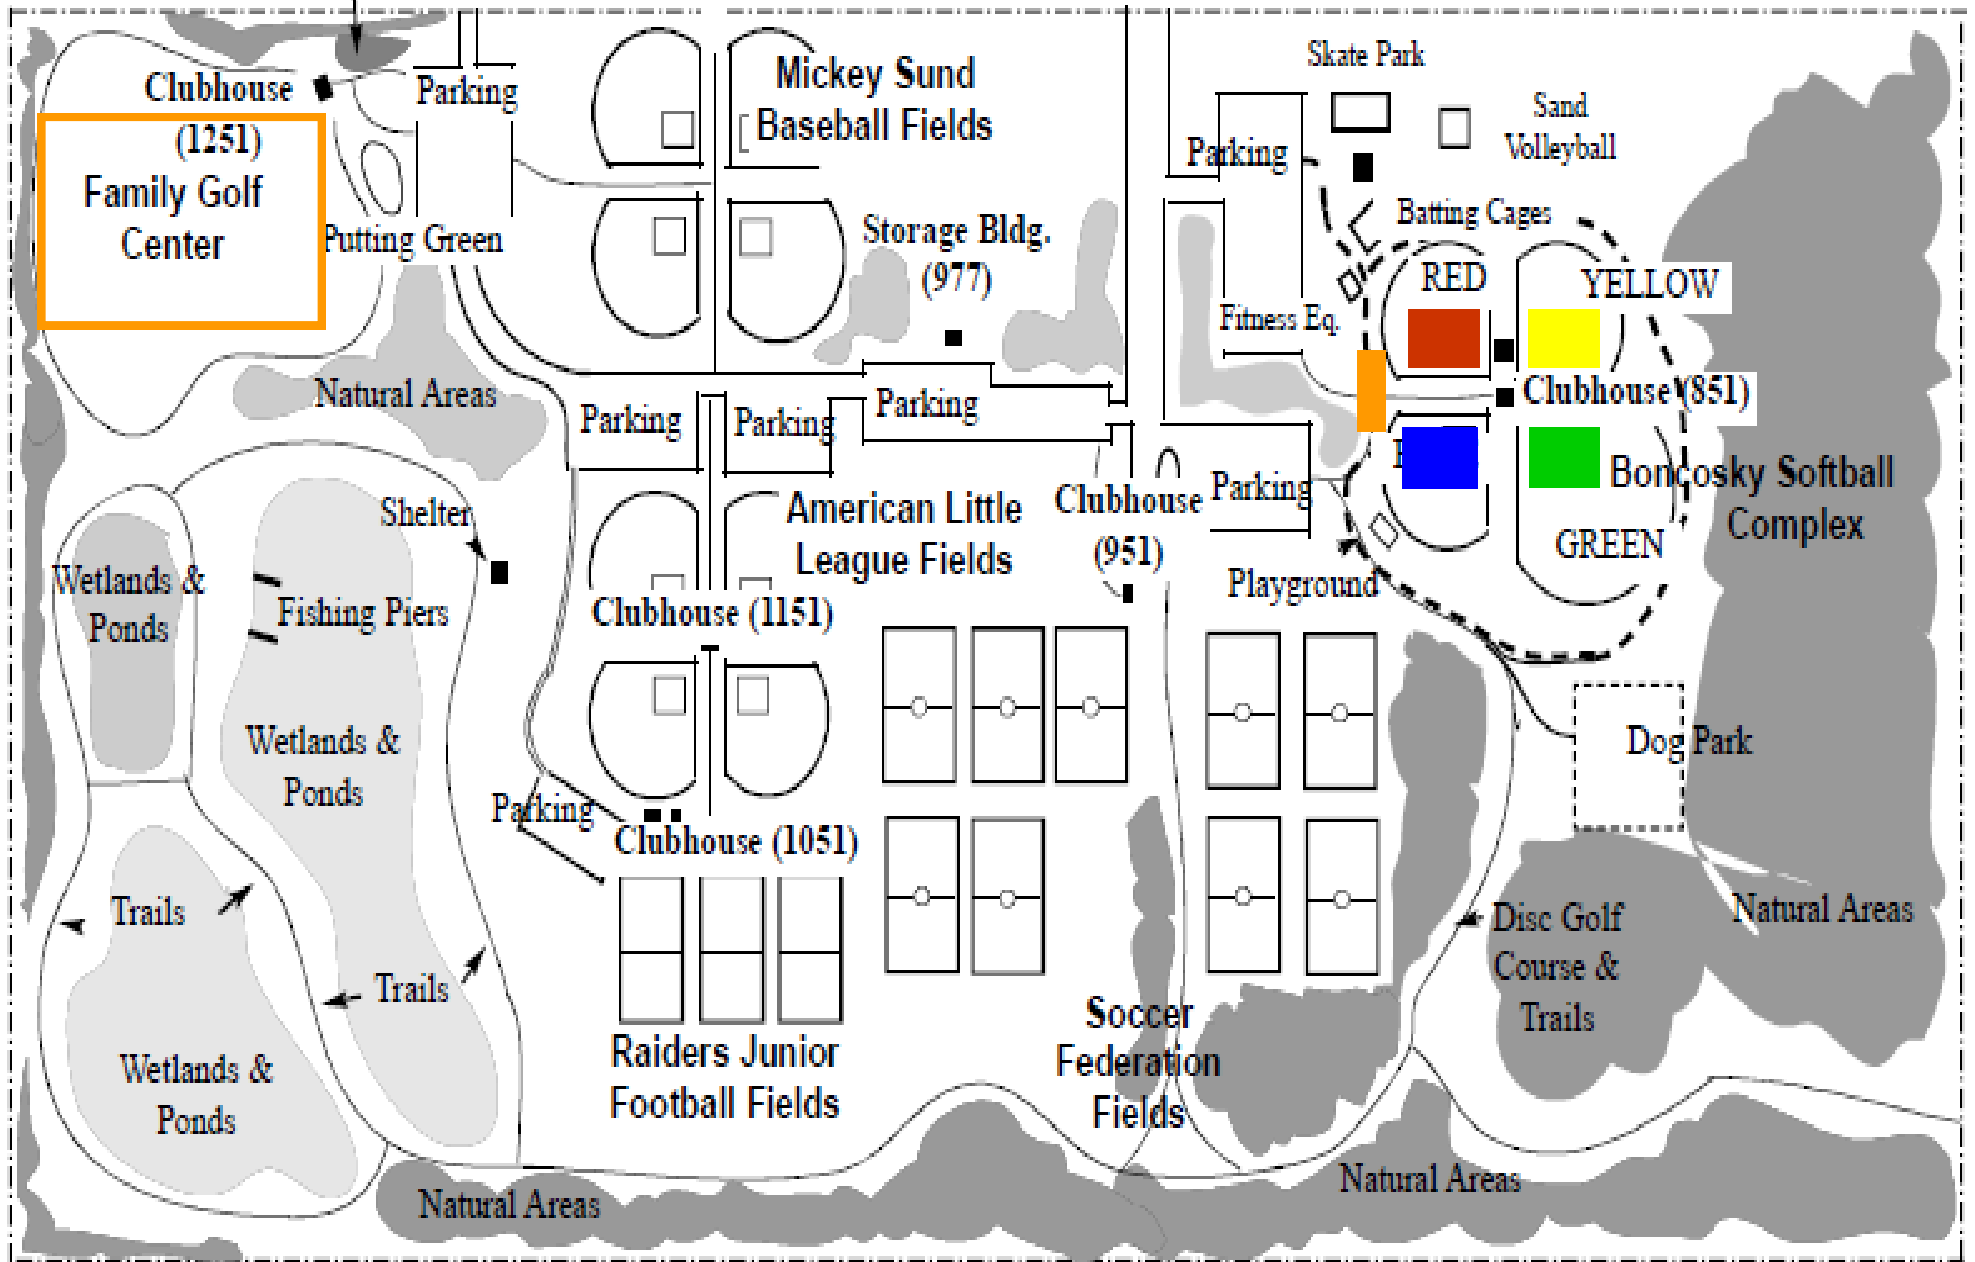 Clubhouse
(1251)
Family Golf
Center
Parking
Putting Green
Mickey Sund
Baseball Fields
Storage Bldg.
(977)
Skate Park
Sand
Volleyball
Parking
Batting Cages
RED
YELLOW
Fitness Eq.
Clubhouse (851)
Boncosky Softball
Complex
GREEN
Natural Areas
Parking
Parking
Parking
Clubhouse
(951)
Parking
Playground
Shelter
American Little
League Fields
Wetlands &
Ponds
Fishing Piers
Clubhouse (1151)
Wetlands &
Ponds
Parking
Clubhouse (1051)
Dog Park
Trails
Trails
Disc Golf
Course &
Trails
Natural Areas
Wetlands &
Ponds
Raiders Junior
Football Fields
Soccer
Federation
Fields
Natural Areas
Natural Areas